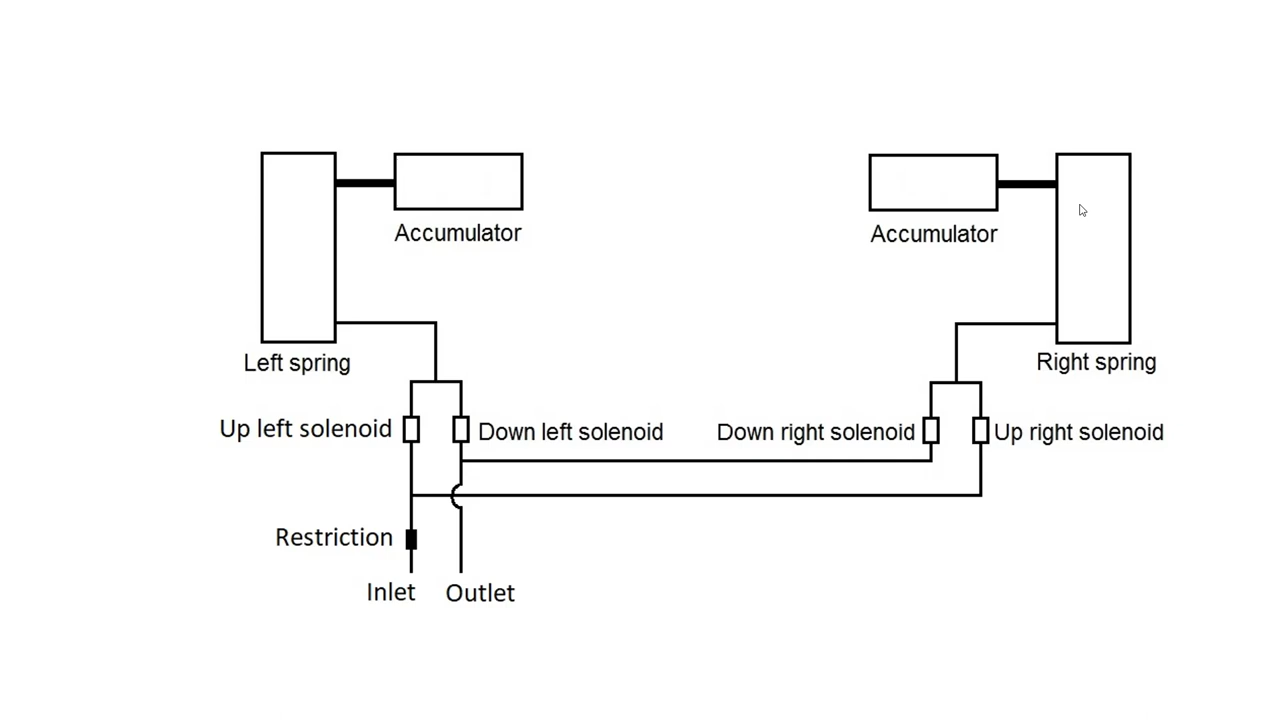 Accumulator
Accumulator
Left spring
Right spring
Up left solenoid
Down left solenoid
Down right solenoid
Up right solenoid
Restriction
Inlet
Outlet